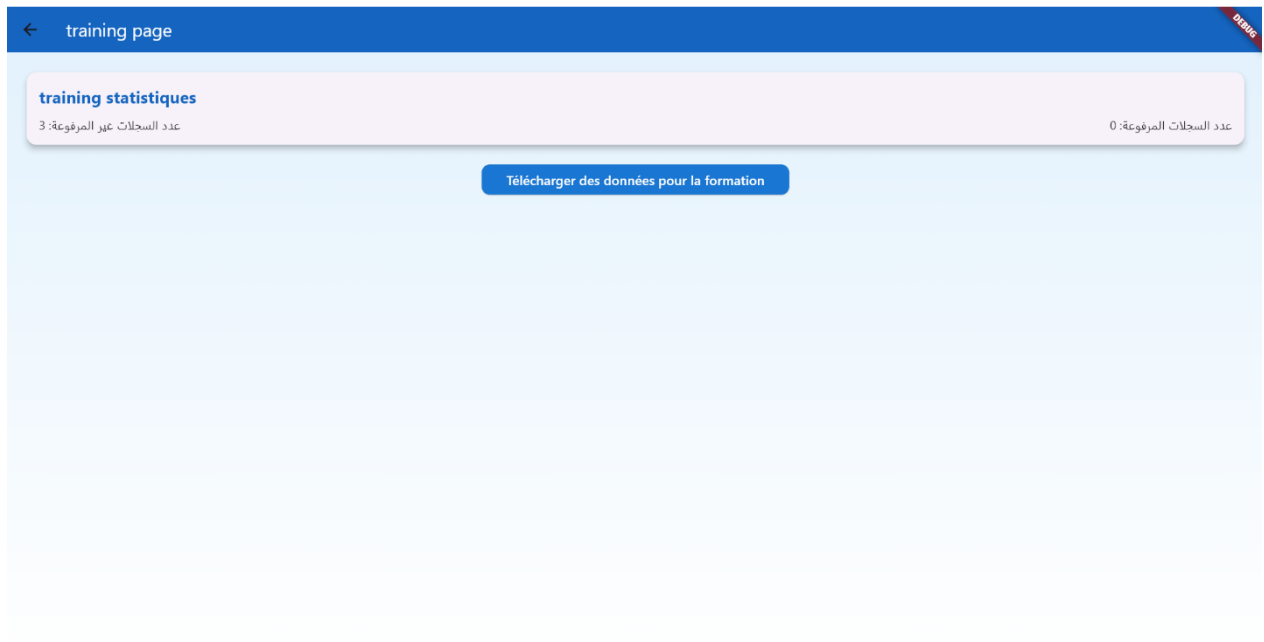 training page
DEBUG
training statistiques
عدد السجلات غير المرفوعة: 3
عدد السجلات المرفوعة: 0
Télécharger des données pour la formation